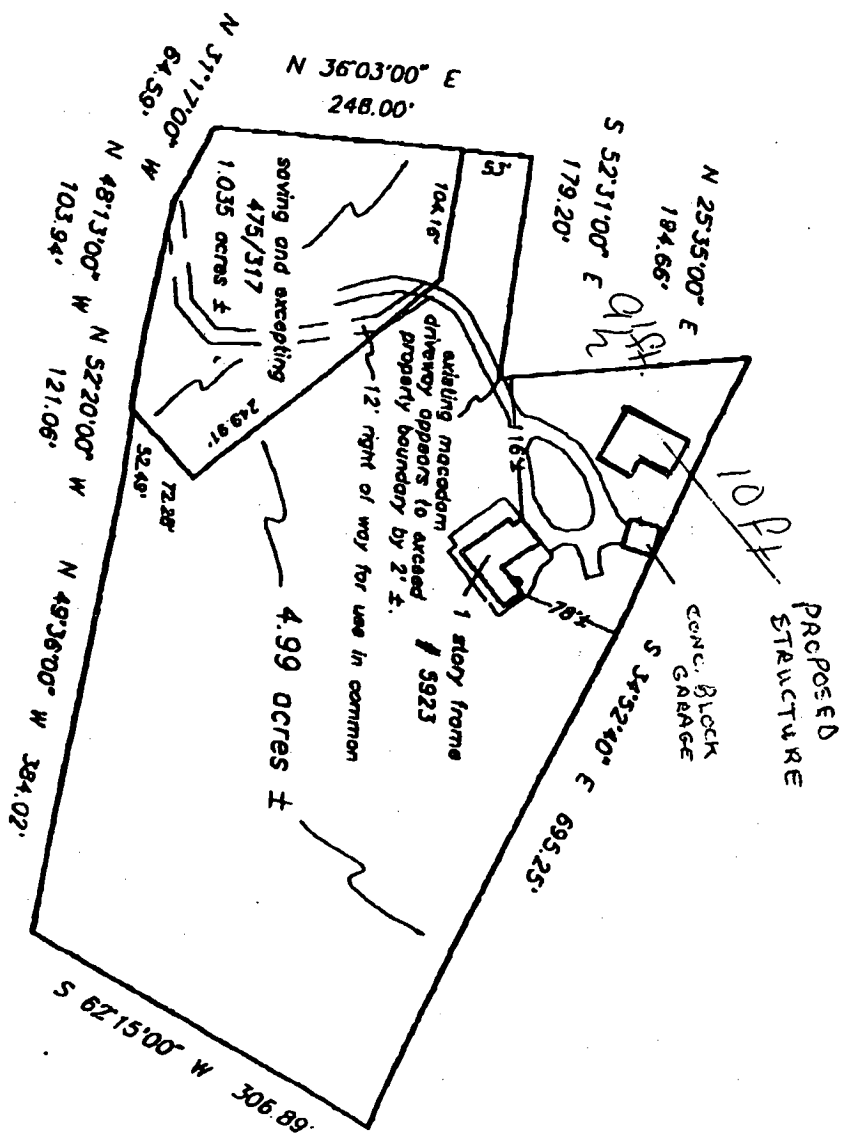 N 36°03'00" E
248.00'
N 31°17'00" W
64.59'
N 48°13'00" W
103.94'
N 52°20'00" W
121.06'
N 49°36'00" W 384.02'
S 62°15'00" W 306.89'
S 34°52'40" E 695.25'
N 25°35'00" E
194.66'
S 52°31'00" E
179.20'
104.16'
saving and excepting
475/317
1.035 acres ±
249.91'
72.28'
32.49'
existing macadam
driveway appears to exceed
property boundary by 2' ±.
12' right of way for use in common
116'±
78'±
1 story frame
# 5923
4.99 acres ±
10 ft
PROPOSED
STRUCTURE
CONC. BLOCK
GARAGE